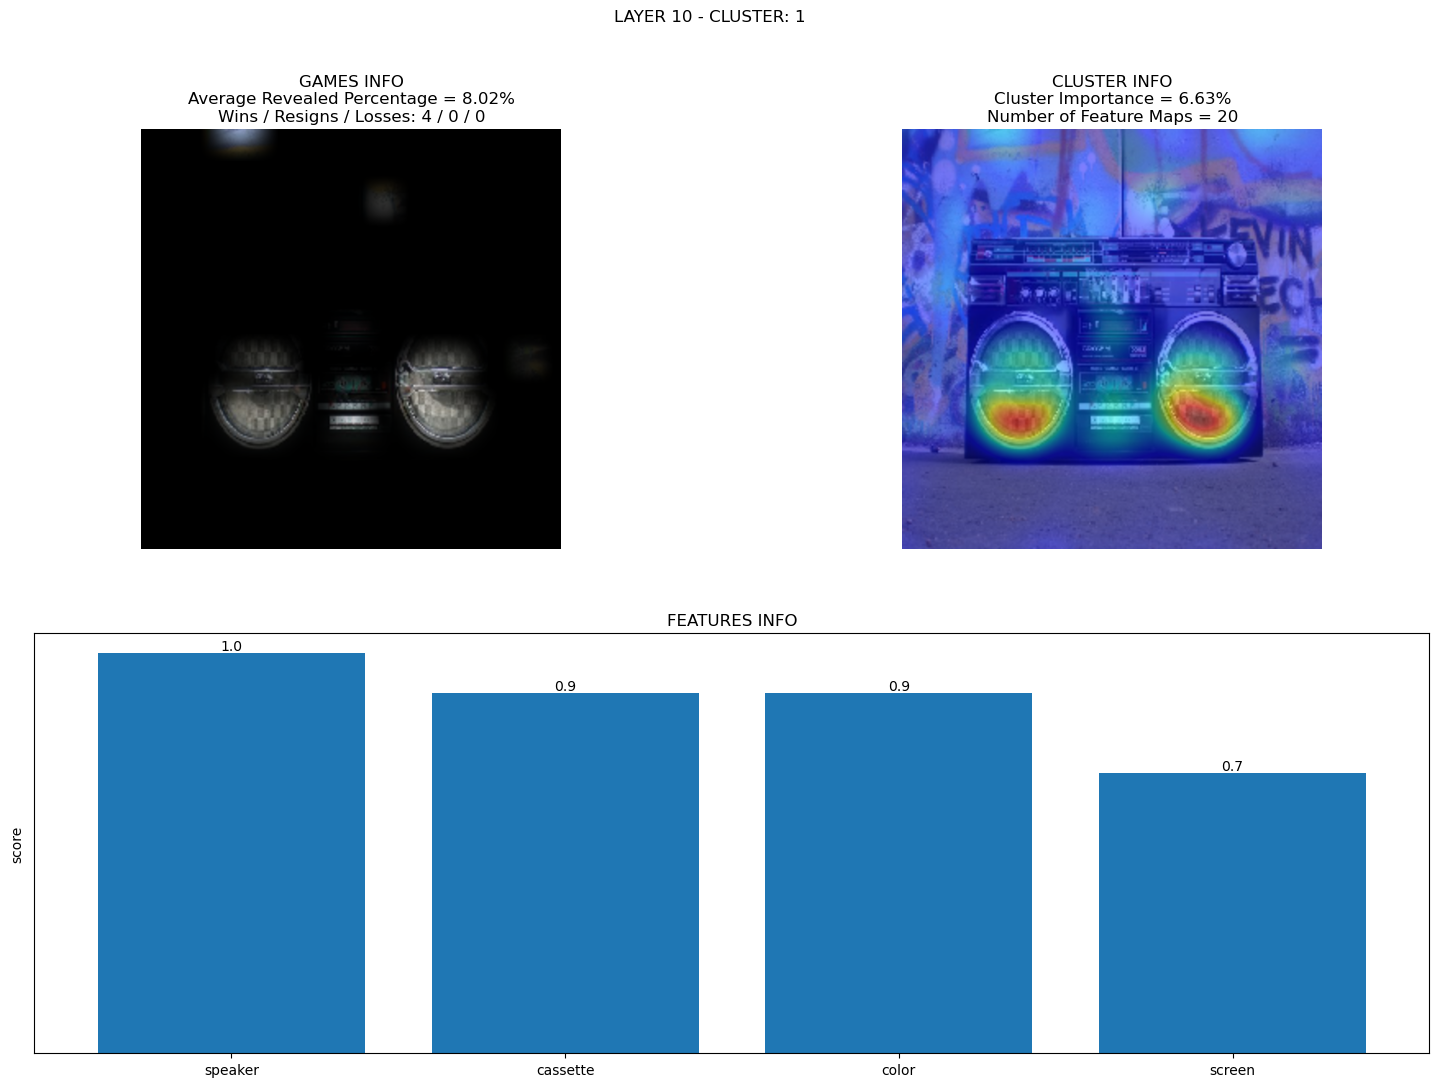 LAYER 10 - CLUSTER: 1
GAMES INFO
Average Revealed Percentage = 8.02%
Wins / Resigns / Losses: 4 / 0 / 0
CLUSTER INFO
Cluster Importance = 6.63%
Number of Feature Maps = 20
EVIN
ECK
FEATURES INFO
score
1.0
0.9
0.9
0.7
speaker
cassette
color
screen